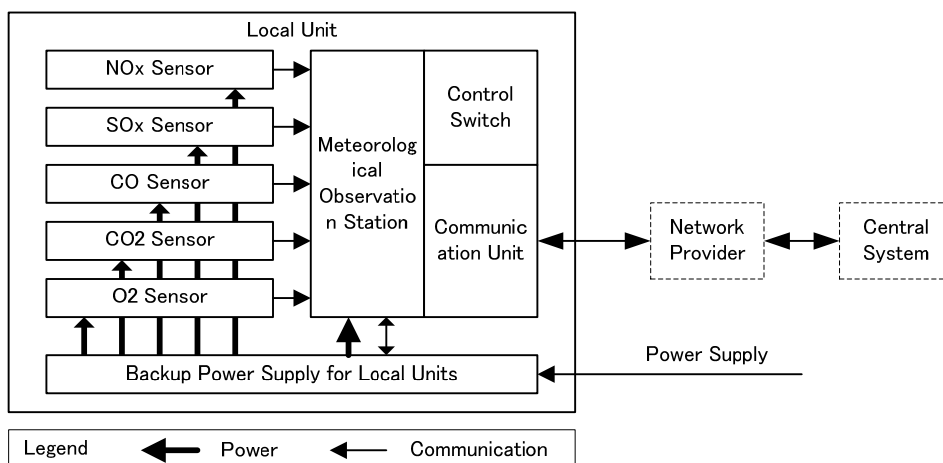 Local Unit
NOx Sensor
SOx Sensor
CO Sensor
CO2 Sensor
O2 Sensor
Meteorolog
ical
Observatio
n Station
Control
Switch
Communic
ation Unit
Network
Provider
Central
System
Backup Power Supply for Local Units
Power Supply
Legend
Power
Communication